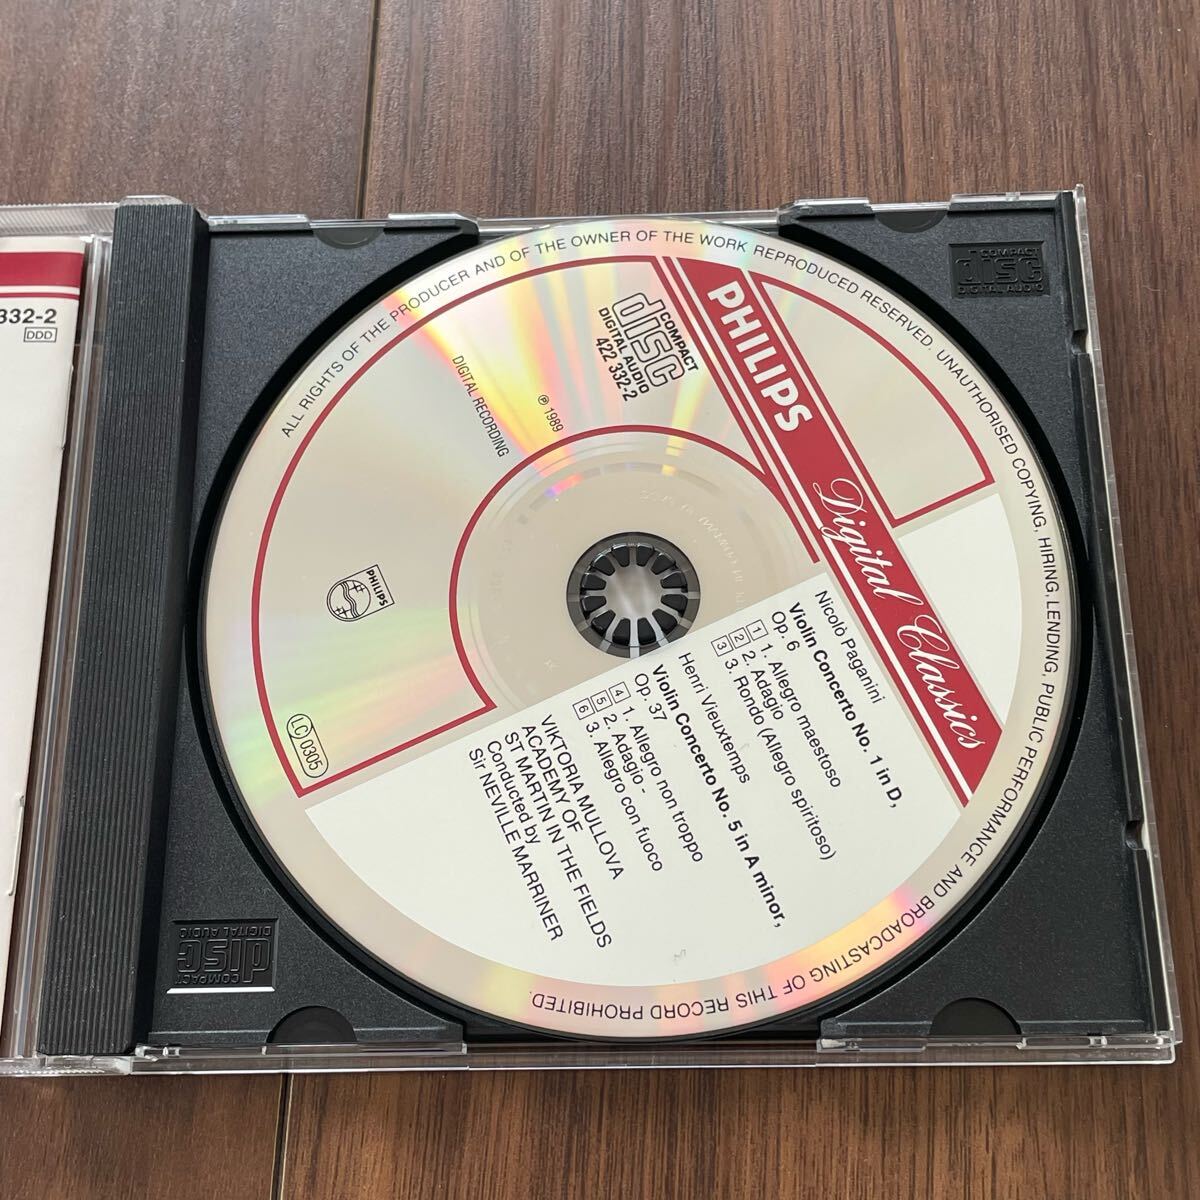 332-2
DDD
COMPACT
disc
DIGITAL AUDIO
ALL RIGHTS OF THE PRODUCER AND OF THE OWNER OF THE WORK REPRODUCED RESERVED. UNAUTHORISED COPYING, HIRING, LENDING, PUBLIC PERFORMANCE AND BROADCASTING OF THIS RECORD PROHIBITED.
PHILIPS Digital Classics
COMPACT
disc
DIGITAL AUDIO
422 332-2
℗ 1989
DIGITAL RECORDING
PHILIPS
LC 0305
Nicolò Paganini
Violin Concerto No. 1 in D,
Op. 6
1 1. Allegro maestoso
2 2. Adagio
3 3. Rondo (Allegro spiritoso)
Henri Vieuxtemps
Violin Concerto No. 5 in A minor,
Op. 37
4 1. Allegro non troppo
5 2. Adagio -
6 3. Allegro con fuoco
VIKTORIA MULLOVA
ACADEMY OF
ST MARTIN IN THE FIELDS
Conducted by
Sir NEVILLE MARRINER
COMPACT
disc
DIGITAL AUDIO